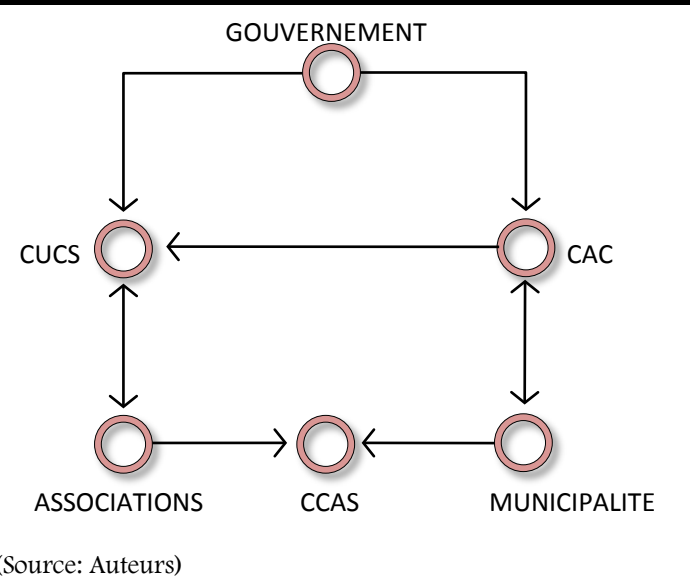 GOUVERNEMENT
CUCS
CAC
ASSOCIATIONS
CCAS
MUNICIPALITE
(Source: Auteurs)